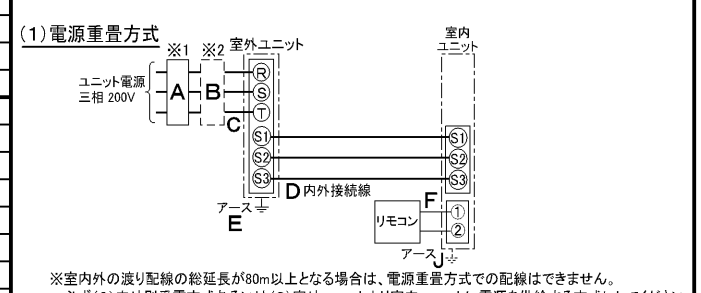 (1)電源重畳方式
※1 ※2 室外ユニット 室内
ユニット
ユニット電源
三相 200V
A B C
R
S
T
S1 S1
S2 S2
S3 S3
D 内外接続線
アース
E
リモコン F ① ②
アース J
※室内外の渡り配線の総延長が80m以上となる場合は、電源重畳方式での配線はできません。